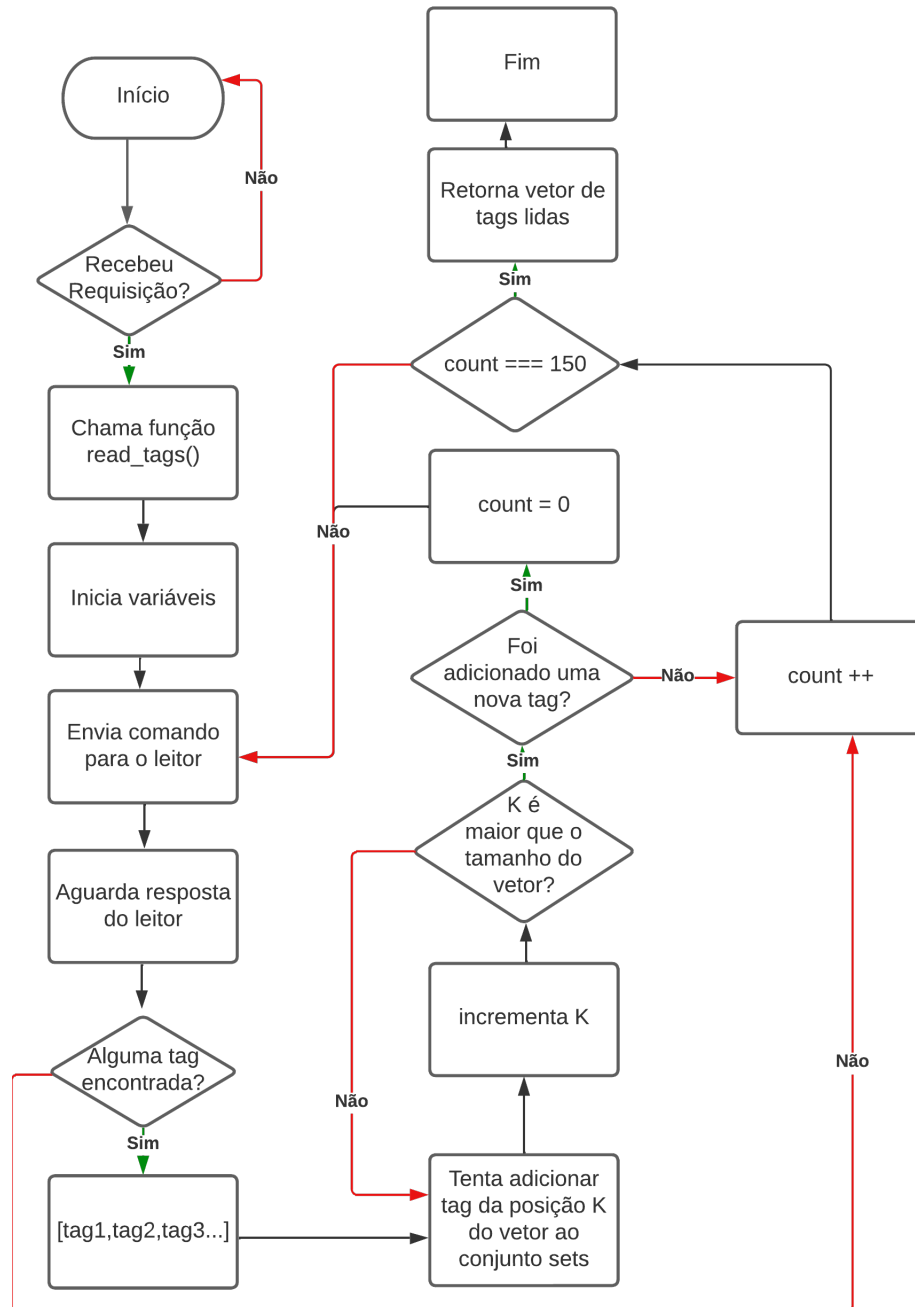 Início
Não
Recebeu
Requisição?
Sim
Chama função
read_tags()
Inicia variáveis
Envia comando
para o leitor
Aguarda resposta
do leitor
Alguma tag
encontrada?
Sim
[tag1,tag2,tag3...]
Fim
Retorna vetor de
tags lidas
Sim
count === 150
Não
count = 0
Sim
Foi
adicionado uma
nova tag?
Não
count ++
Sim
K é
maior que o
tamanho do
vetor?
incrementa K
Não
Tenta adicionar
tag da posição K
do vetor ao
conjunto sets
Não